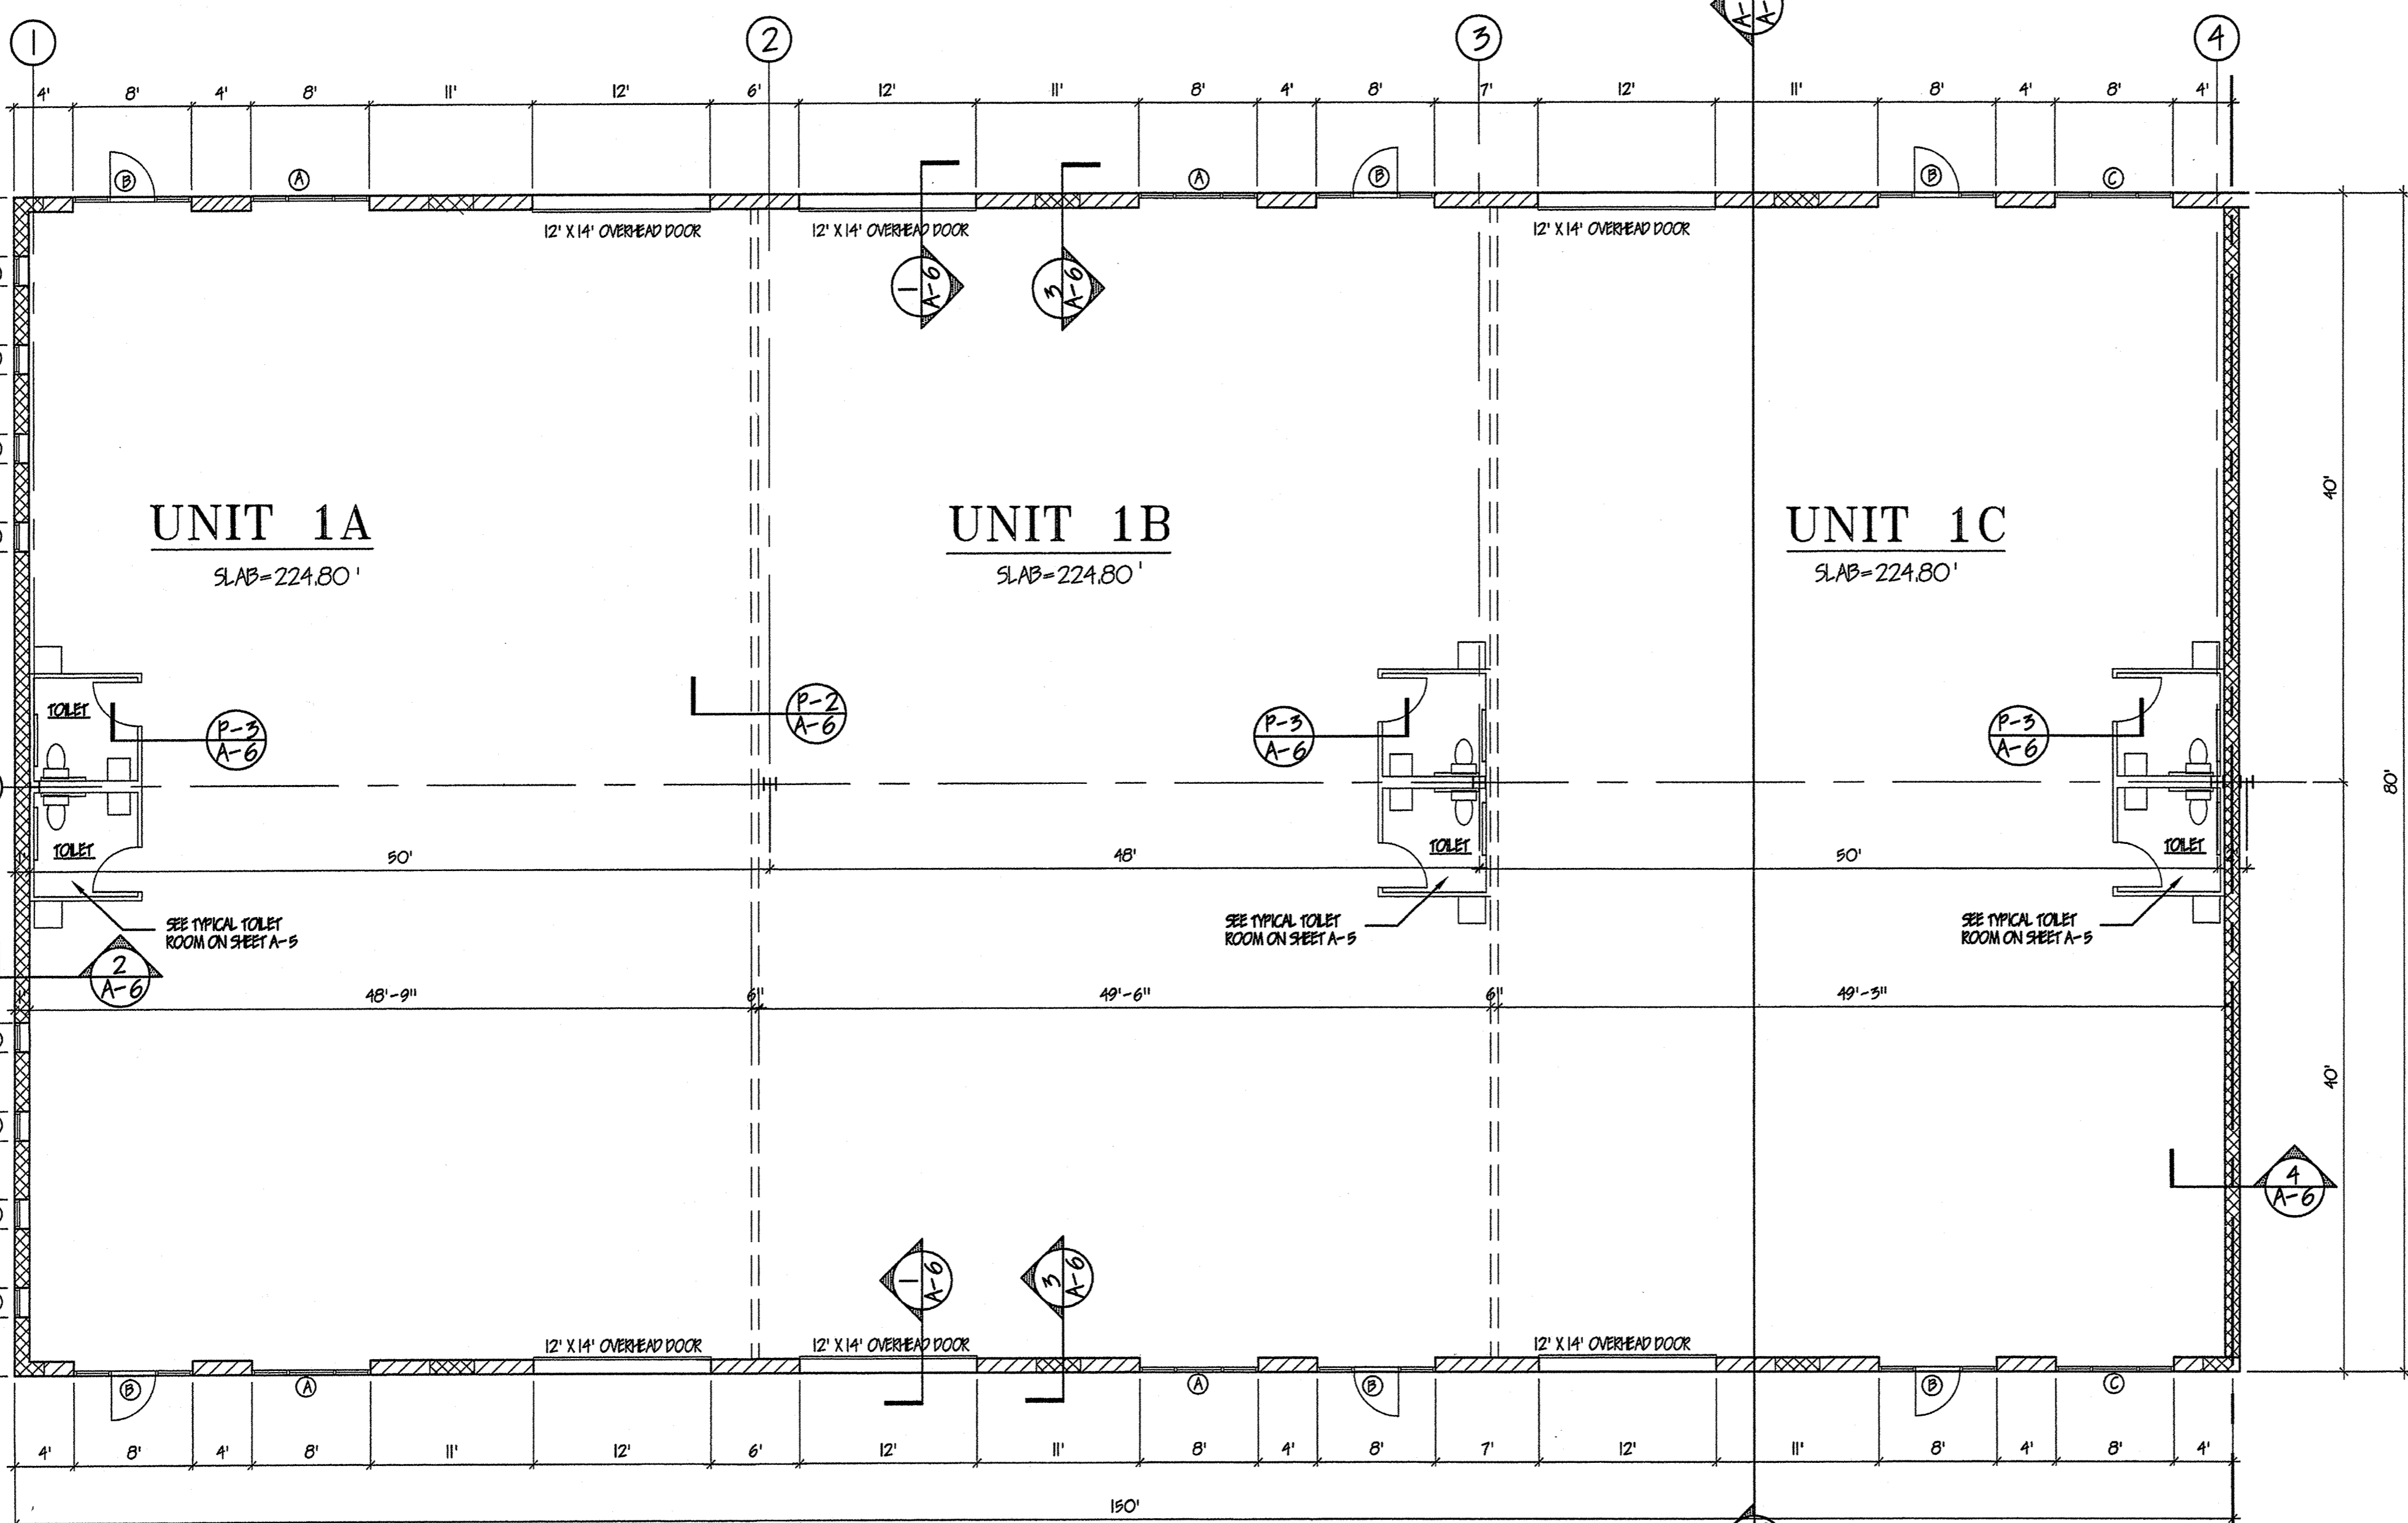 1 2 3 4
A- A-
4' 8' 4' 8' 11' 12' 6' 12' 11' 8' 4' 8' 7' 12' 11' 8' 4' 8' 4'
B A A B B C
12' X 14' OVERHEAD DOOR 12' X 14' OVERHEAD DOOR 12' X 14' OVERHEAD DOOR
1 A-6 3 A-6
40'
UNIT 1A UNIT 1B UNIT 1C
SLAB=224.80' SLAB=224.80' SLAB=224.80'
TOILET
P-3 P-2 P-3 P-3
A-6 A-6 A-6 A-6
80'
TOILET TOILET TOILET
50' 48' 50'
SEE TYPICAL TOILET SEE TYPICAL TOILET SEE TYPICAL TOILET
ROOM ON SHEET A-5 ROOM ON SHEET A-5 ROOM ON SHEET A-5
2
A-6
48'-9" 6" 49'-6" 6" 49'-3"
40'
4
A-6
1 A-6 3 A-6
12' X 14' OVERHEAD DOOR 12' X 14' OVERHEAD DOOR 12' X 14' OVERHEAD DOOR
B A A B B C
4' 8' 4' 8' 11' 12' 6' 12' 11' 8' 4' 8' 7' 12' 11' 8' 4' 8' 4'
150'